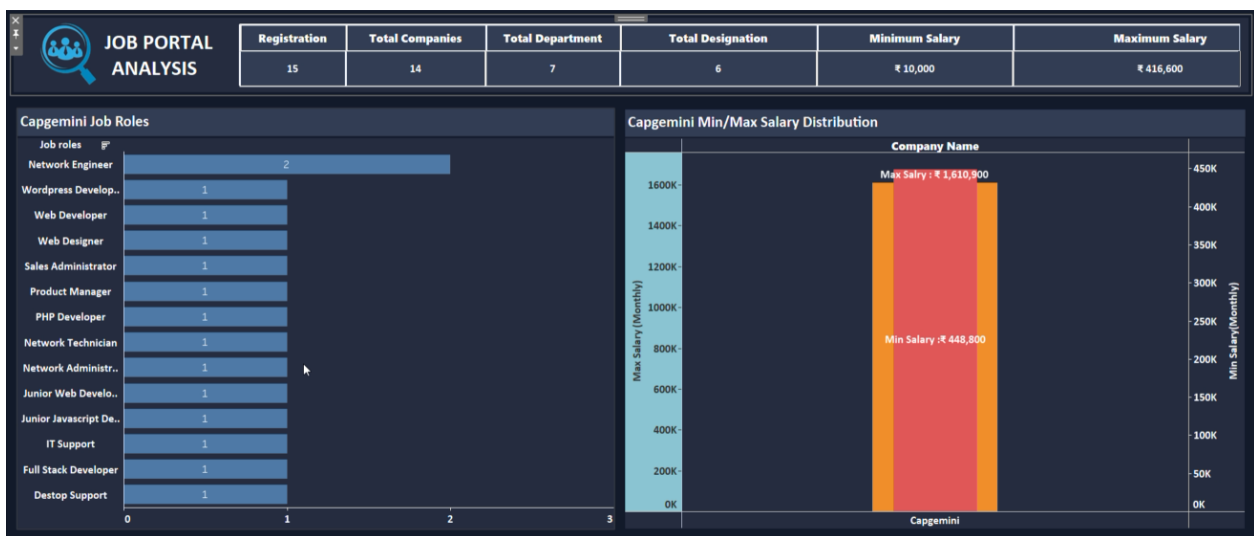 JOB PORTAL
ANALYSIS
Registration Total Companies Total Department Total Designation Minimum Salary Maximum Salary
15 14 7 6 ₹ 10,000 ₹ 416,600
Capgemini Job Roles
Job roles
Network Engineer 2
Wordpress Develop.. 1
Web Developer 1
Web Designer 1
Sales Administrator 1
Product Manager 1
PHP Developer 1
Network Technician 1
Network Administr.. 1
Junior Web Develo.. 1
Junior Javascript De.. 1
IT Support 1
Full Stack Developer 1
Destop Support 1
0 1 2 3
Capgemini Min/Max Salary Distribution
Company Name
Max Salary (Monthly)
1600K
1400K
1200K
1000K
800K
600K
400K
200K
0K
Max Salry : ₹ 1,610,900
Min Salary :₹ 448,800
450K
400K
350K
300K
250K
200K
150K
100K
50K
0K
Min Salary(Monthly)
Capgemini